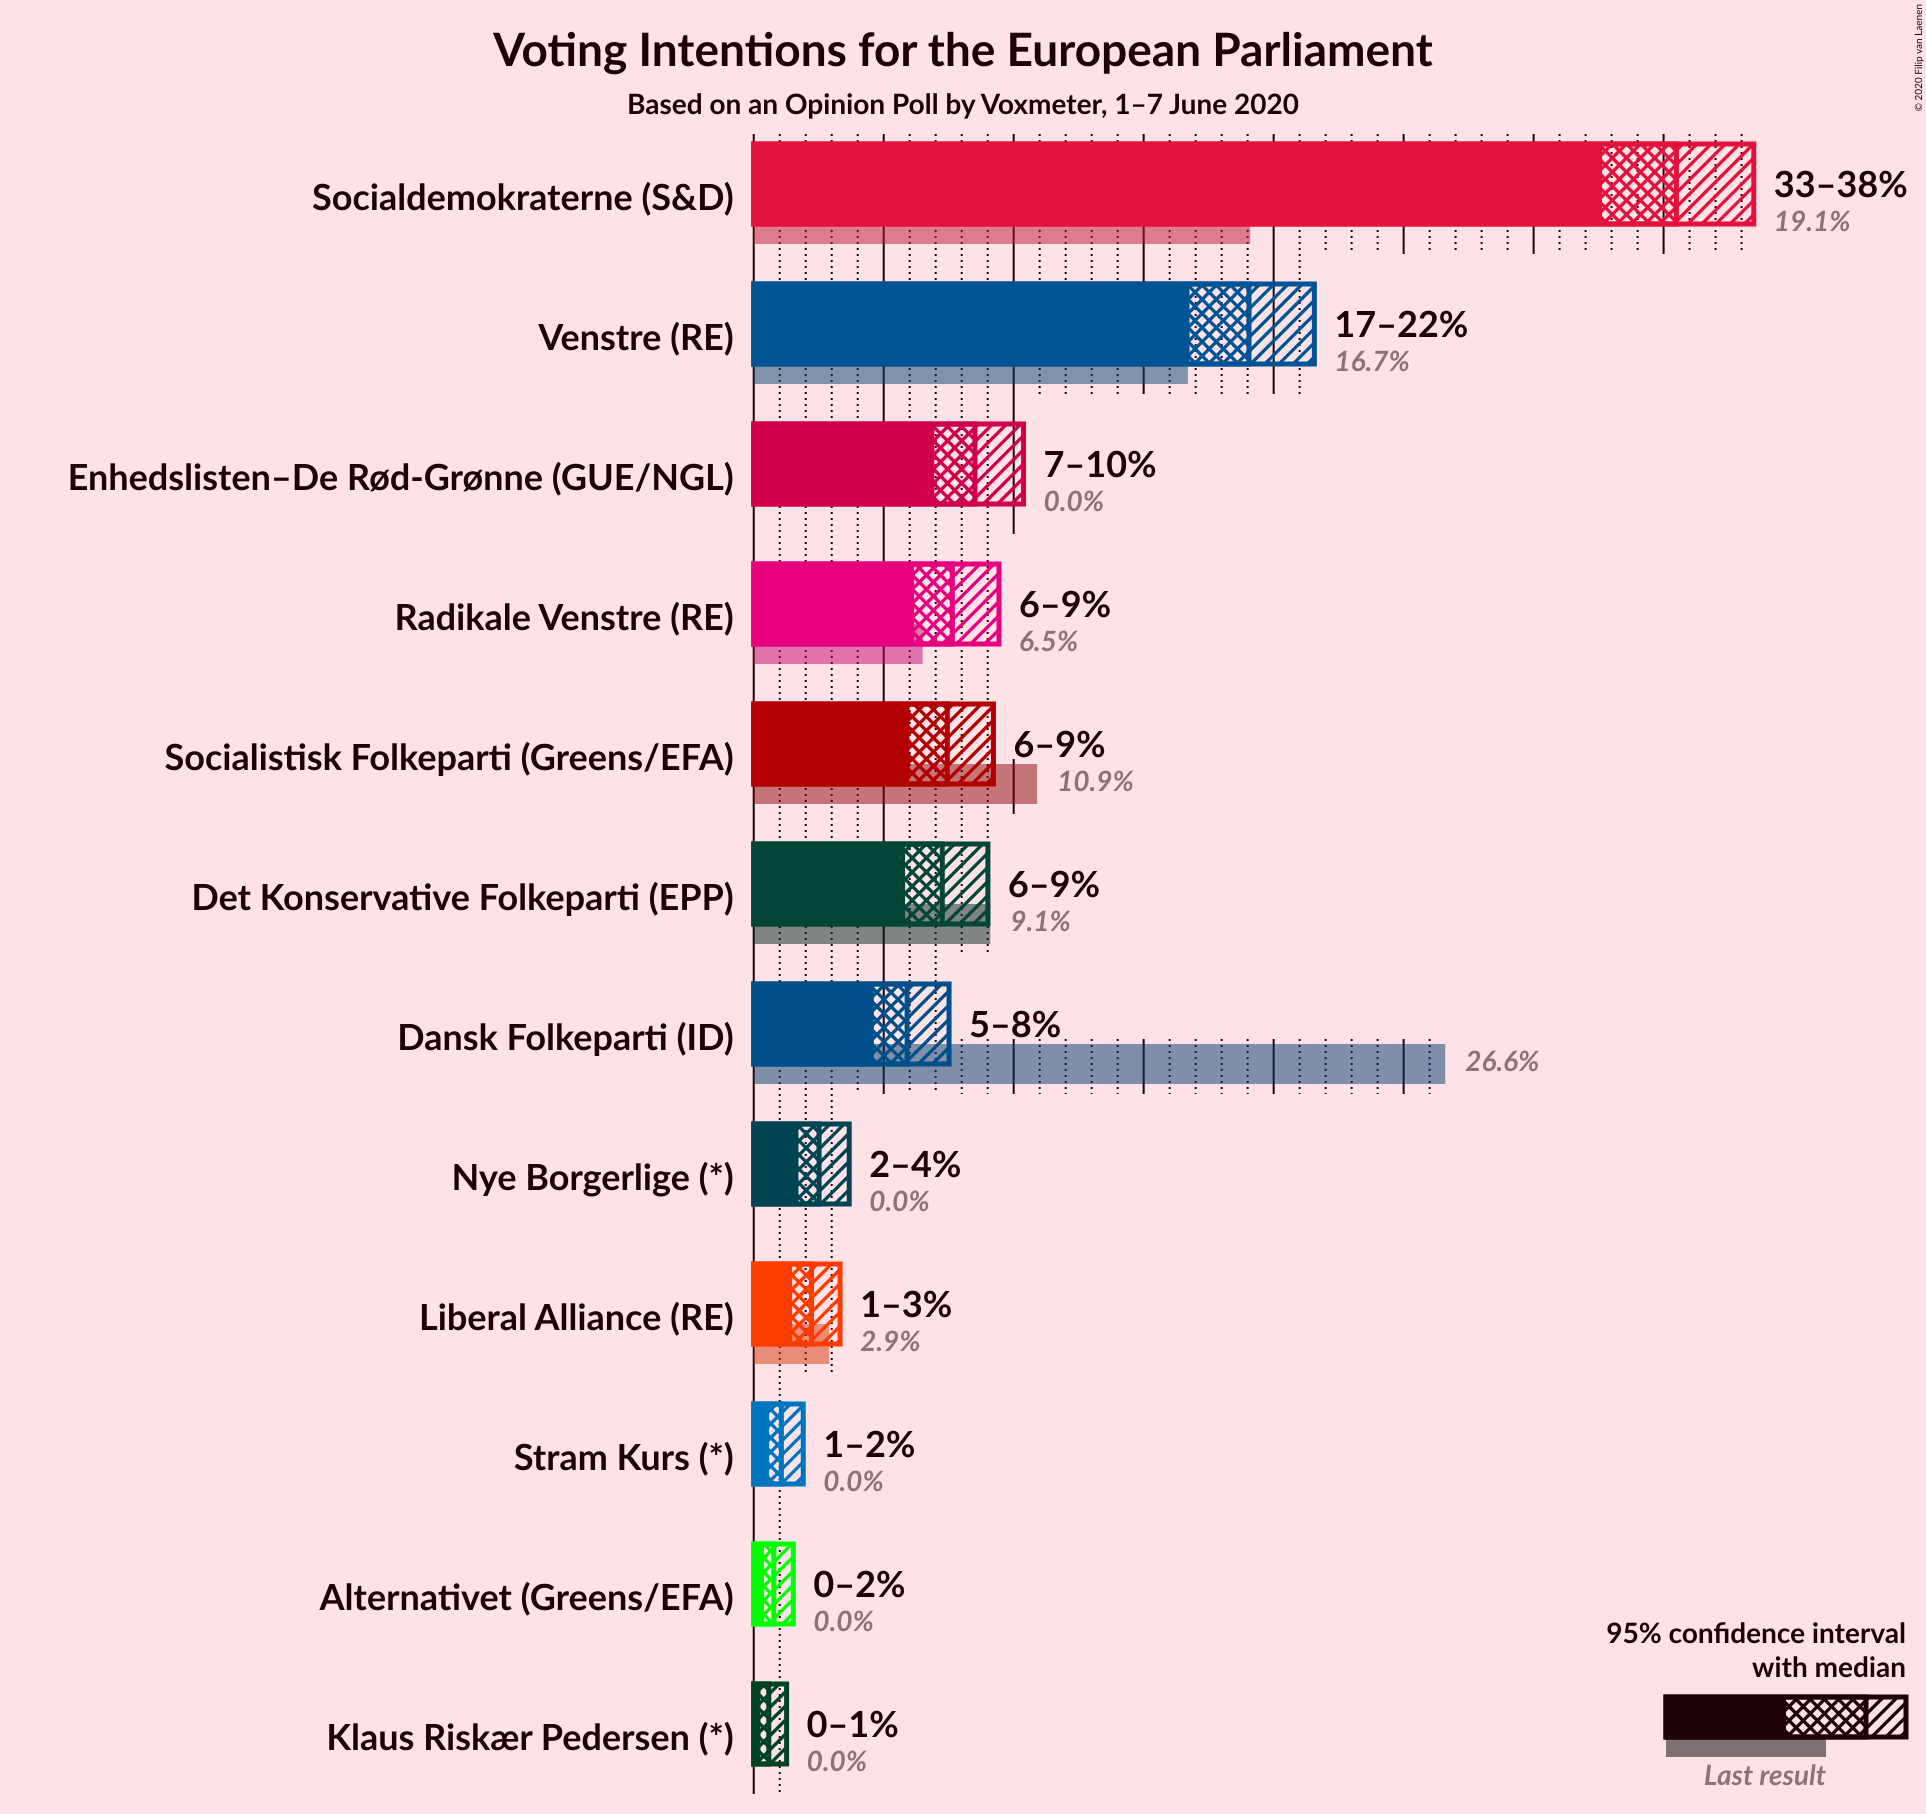 © 2020 Filip van Laenen
Voting Intentions for the European Parliament
Based on an Opinion Poll by Voxmeter, 1–7 June 2020
Socialdemokraterne (S&D)
33–38%
19.1%
Venstre (RE)
17–22%
16.7%
Enhedslisten–De Rød-Grønne (GUE/NGL)
7–10%
0.0%
Radikale Venstre (RE)
6–9%
6.5%
Socialistisk Folkeparti (Greens/EFA)
6–9%
10.9%
Det Konservative Folkeparti (EPP)
6–9%
9.1%
Dansk Folkeparti (ID)
5–8%
26.6%
Nye Borgerlige (*)
2–4%
0.0%
Liberal Alliance (RE)
1–3%
2.9%
Stram Kurs (*)
1–2%
0.0%
Alternativet (Greens/EFA)
0–2%
0.0%
Klaus Riskær Pedersen (*)
0–1%
0.0%
95% confidence interval
with median
Last result